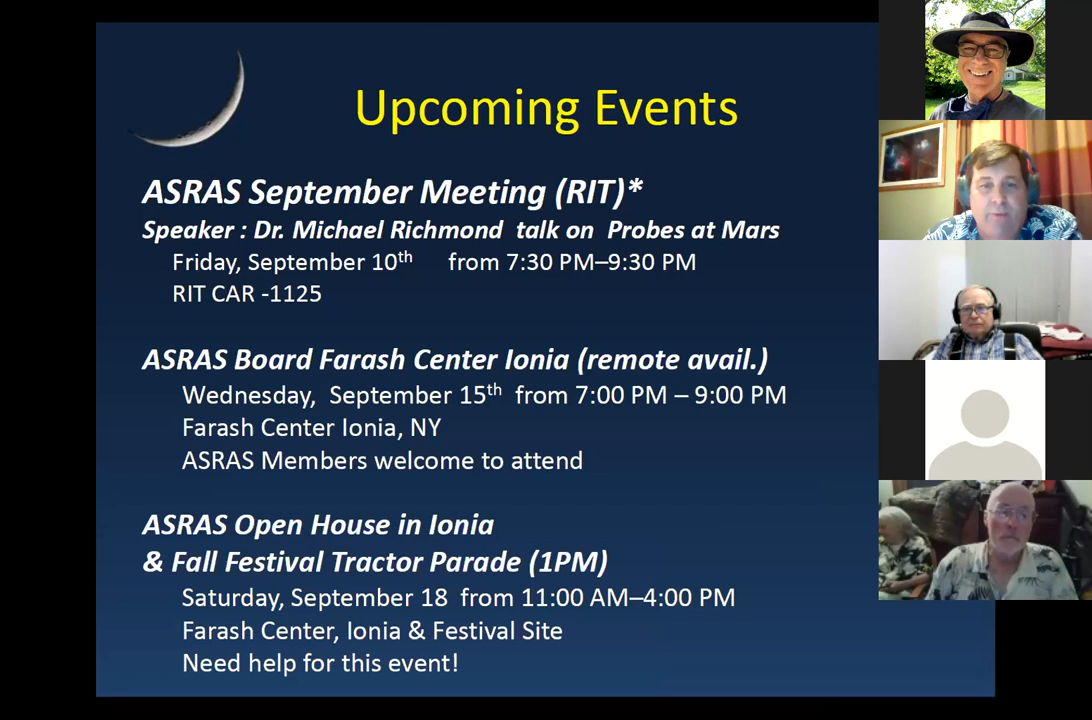 Upcoming Events
ASRAS September Meeting (RIT)*
Speaker : Dr. Michael Richmond talk on Probes at Mars
Friday, September 10th from 7:30 PM–9:30 PM
RIT CAR -1125
ASRAS Board Farash Center Ionia (remote avail.)
Wednesday, September 15th from 7:00 PM – 9:00 PM
Farash Center Ionia, NY
ASRAS Members welcome to attend
ASRAS Open House in Ionia
& Fall Festival Tractor Parade (1PM)
Saturday, September 18 from 11:00 AM–4:00 PM
Farash Center, Ionia & Festival Site
Need help for this event!